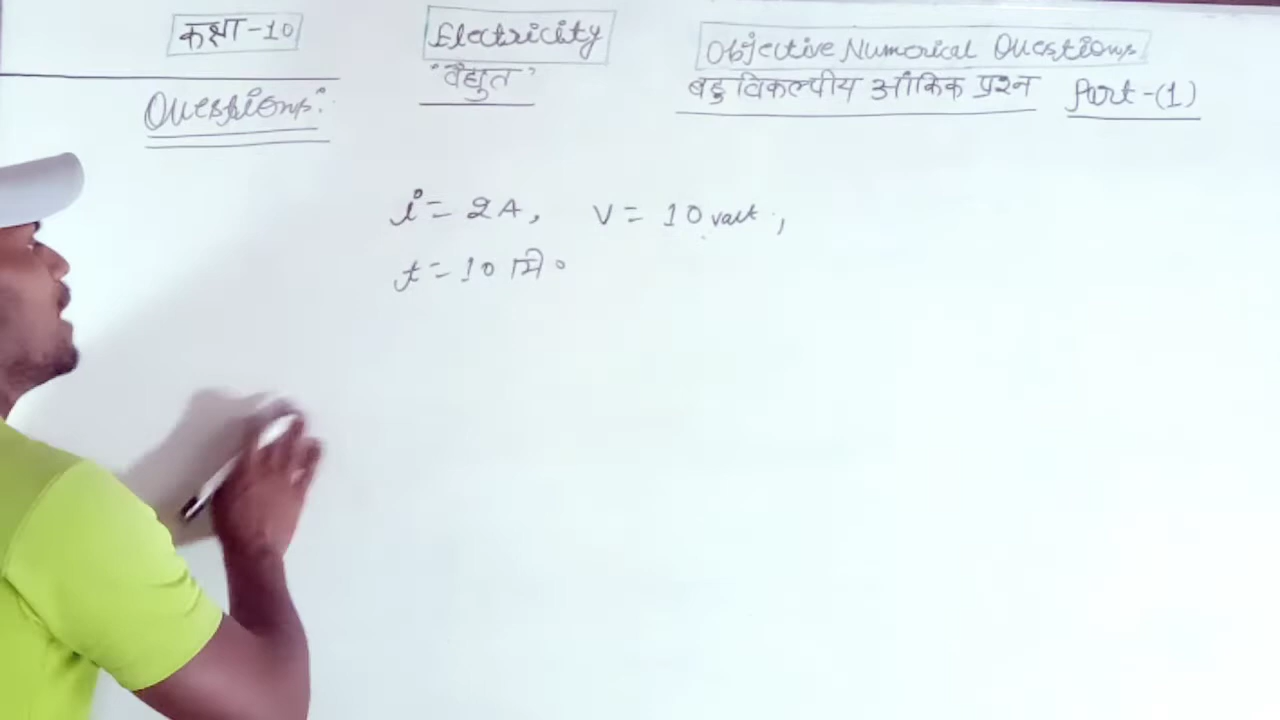 कक्षा-10
Electricity
"वैद्युत"
Objective Numerical Questions
बहु विकल्पीय आंकिक प्रश्न Part-(1)
Questions:
i = 2A, V = 10 valt,
t = 10 मि०